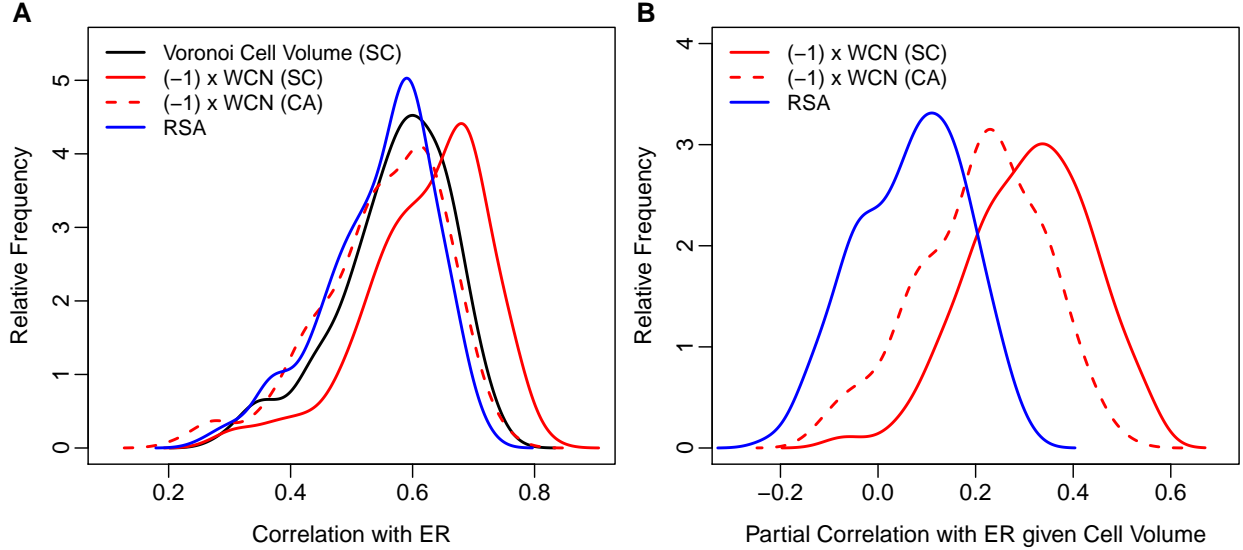 A
Voronoi Cell Volume (SC)
(−1) x WCN (SC)
(−1) x WCN (CA)
RSA
Relative Frequency
0 1 2 3 4 5
0.2 0.4 0.6 0.8
Correlation with ER
B
(−1) x WCN (SC)
(−1) x WCN (CA)
RSA
Relative Frequency
0 1 2 3 4
−0.2 0.0 0.2 0.4 0.6
Partial Correlation with ER given Cell Volume